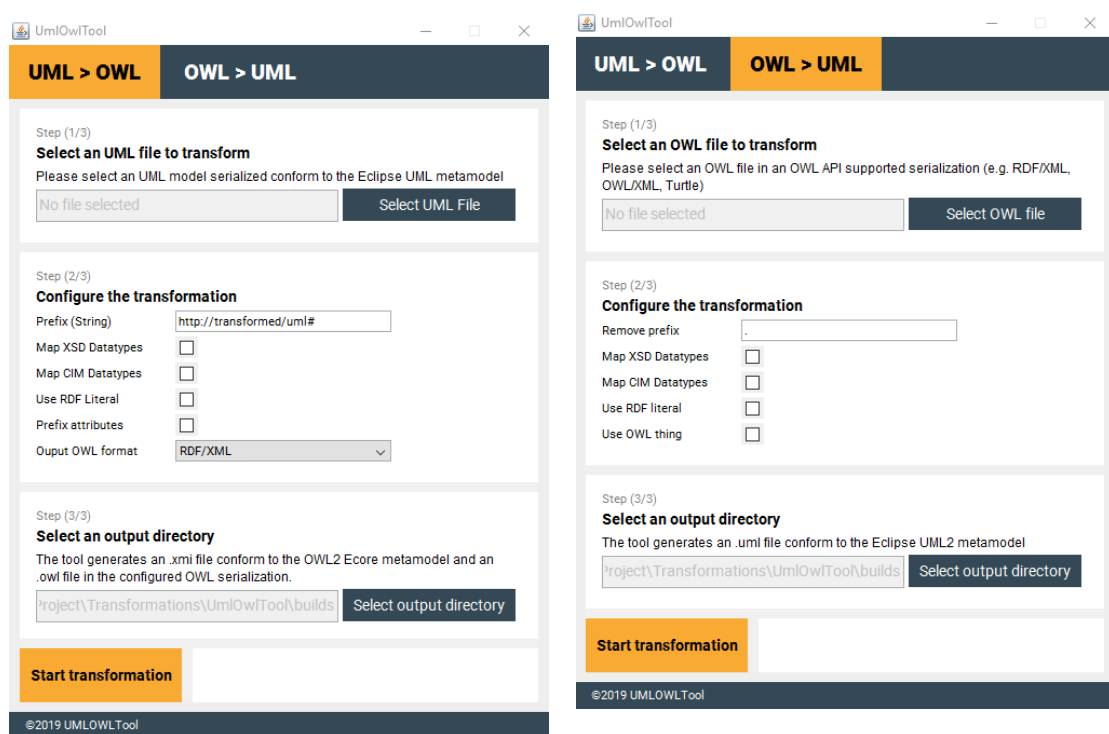 UmlOwlTool
UML > OWL
OWL > UML
Step (1/3)
Select an UML file to transform
Please select an UML model serialized conform to the Eclipse UML metamodel
No file selected
Select UML File
Step (2/3)
Configure the transformation
Prefix (String)
http://transformed/uml#
Map XSD Datatypes
Map CIM Datatypes
Use RDF Literal
Prefix attributes
Ouput OWL format
RDF/XML
Step (3/3)
Select an output directory
The tool generates an .xmi file conform to the OWL2 Ecore metamodel and an
.owl file in the configured OWL serialization.
Project\Transformations\UmlOwlTool\builds
Select output directory
Start transformation
©2019 UMLOWLTool
UmlOwlTool
UML > OWL
OWL > UML
Step (1/3)
Select an OWL file to transform
Please select an OWL file in an OWL API supported serialization (e.g. RDF/XML,
OWL/XML, Turtle)
No file selected
Select OWL file
Step (2/3)
Configure the transformation
Remove prefix
.
Map XSD Datatypes
Map CIM Datatypes
Use RDF literal
Use OWL thing
Step (3/3)
Select an output directory
The tool generates an .uml file conform to the Eclipse UML2 metamodel
Project\Transformations\UmlOwlTool\builds
Select output directory
Start transformation
©2019 UMLOWLTool